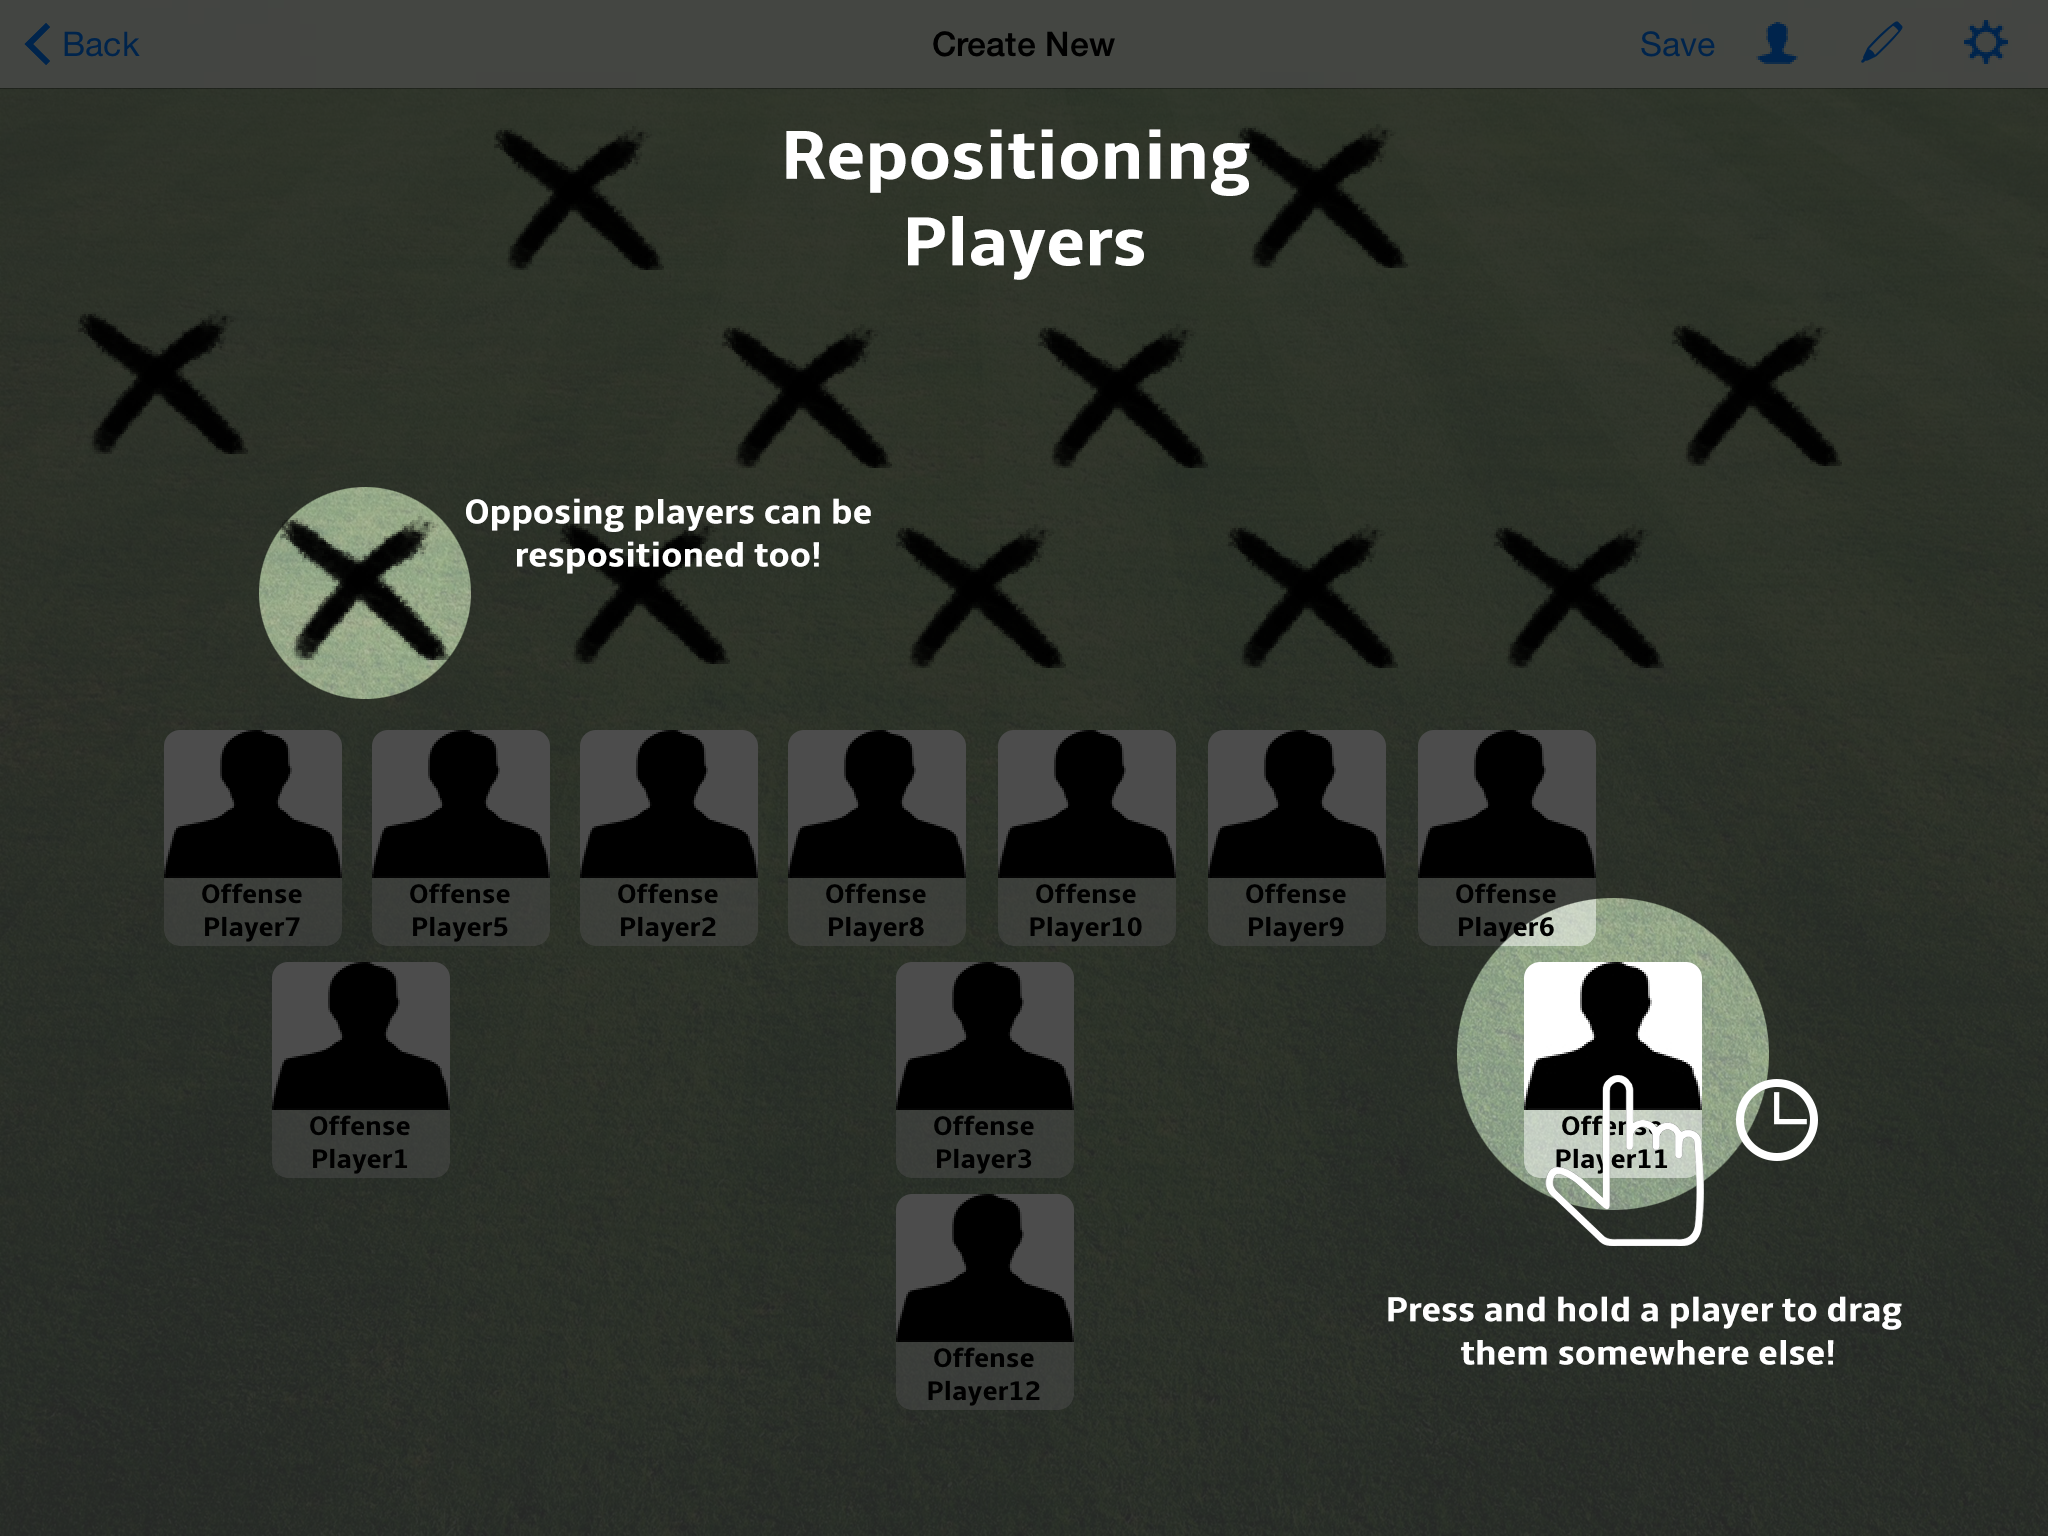 Back
Create New
Save
Repositioning
Players
Opposing players can be
respositioned too!
Offense
Player7
Offense
Player5
Offense
Player2
Offense
Player8
Offense
Player10
Offense
Player9
Offense
Player6
Offense
Player1
Offense
Player3
Offense
Player11
Offense
Player12
Press and hold a player to drag
them somewhere else!